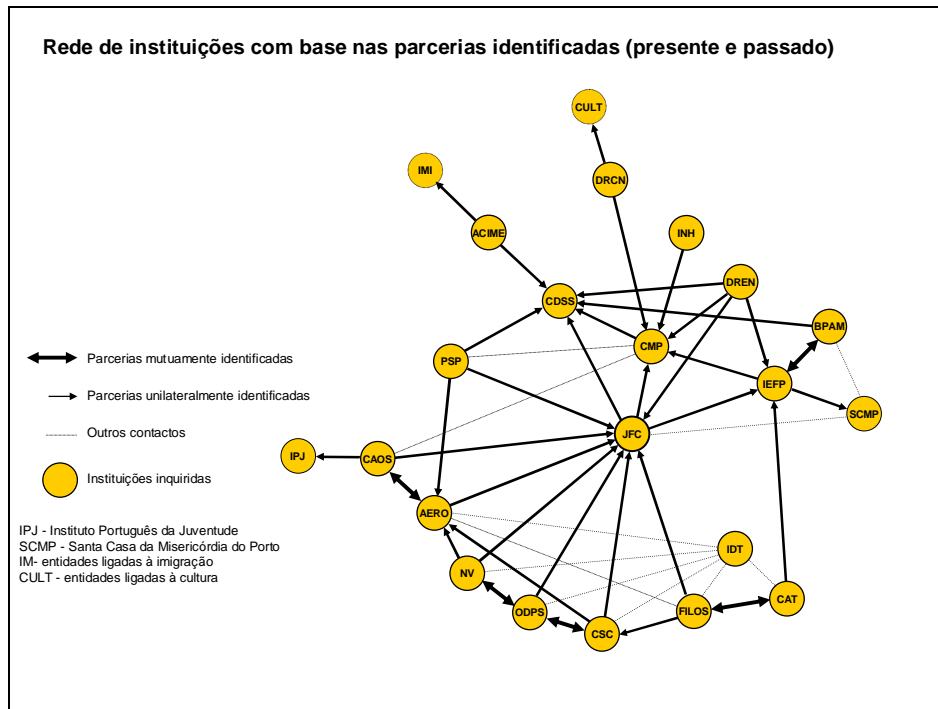 Rede de instituições com base nas parcerias identificadas (presente e passado)
CULT
IMI
DRCN
ACIME
INH
DREN
CDSS
BPAM
CMP
PSP
IEFP
SCMP
JFC
IPJ
CAOS
AERO
IDT
NV
CAT
ODPS
FILOS
CSC
Parcerias mutuamente identificadas
Parcerias unilateralmente identificadas
Outros contactos
Instituições inquiridas
IPJ - Instituto Português da Juventude
SCMP - Santa Casa da Misericórdia do Porto
IM- entidades ligadas à imigração
CULT - entidades ligadas à cultura